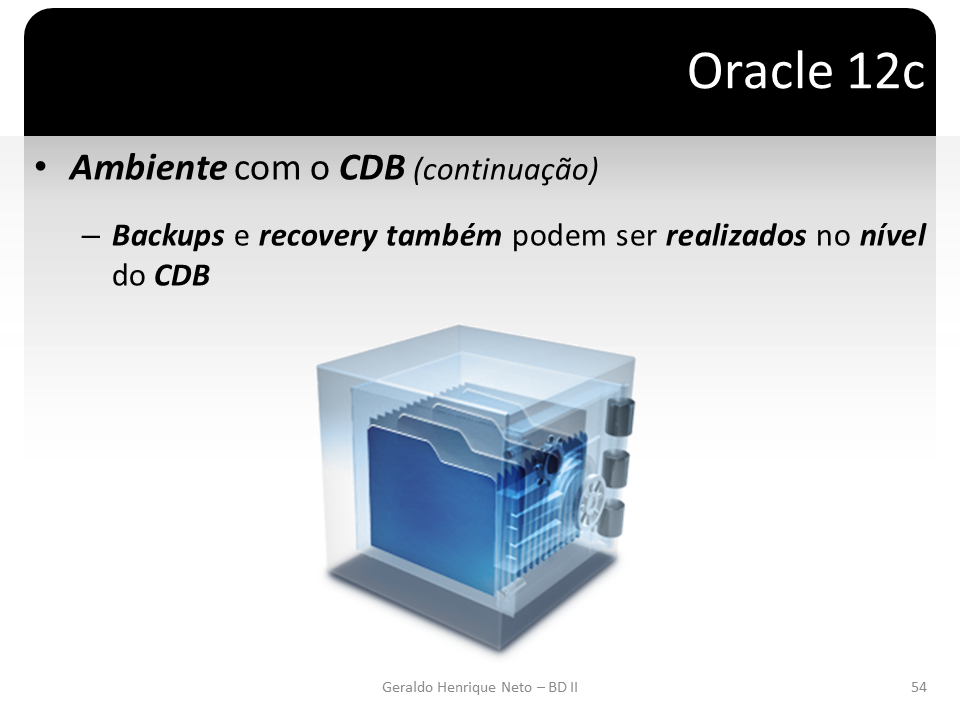 Oracle 12c
• Ambiente com o CDB (continuação)
– Backups e recovery também podem ser realizados no nível
do CDB
Geraldo Henrique Neto – BD II
54